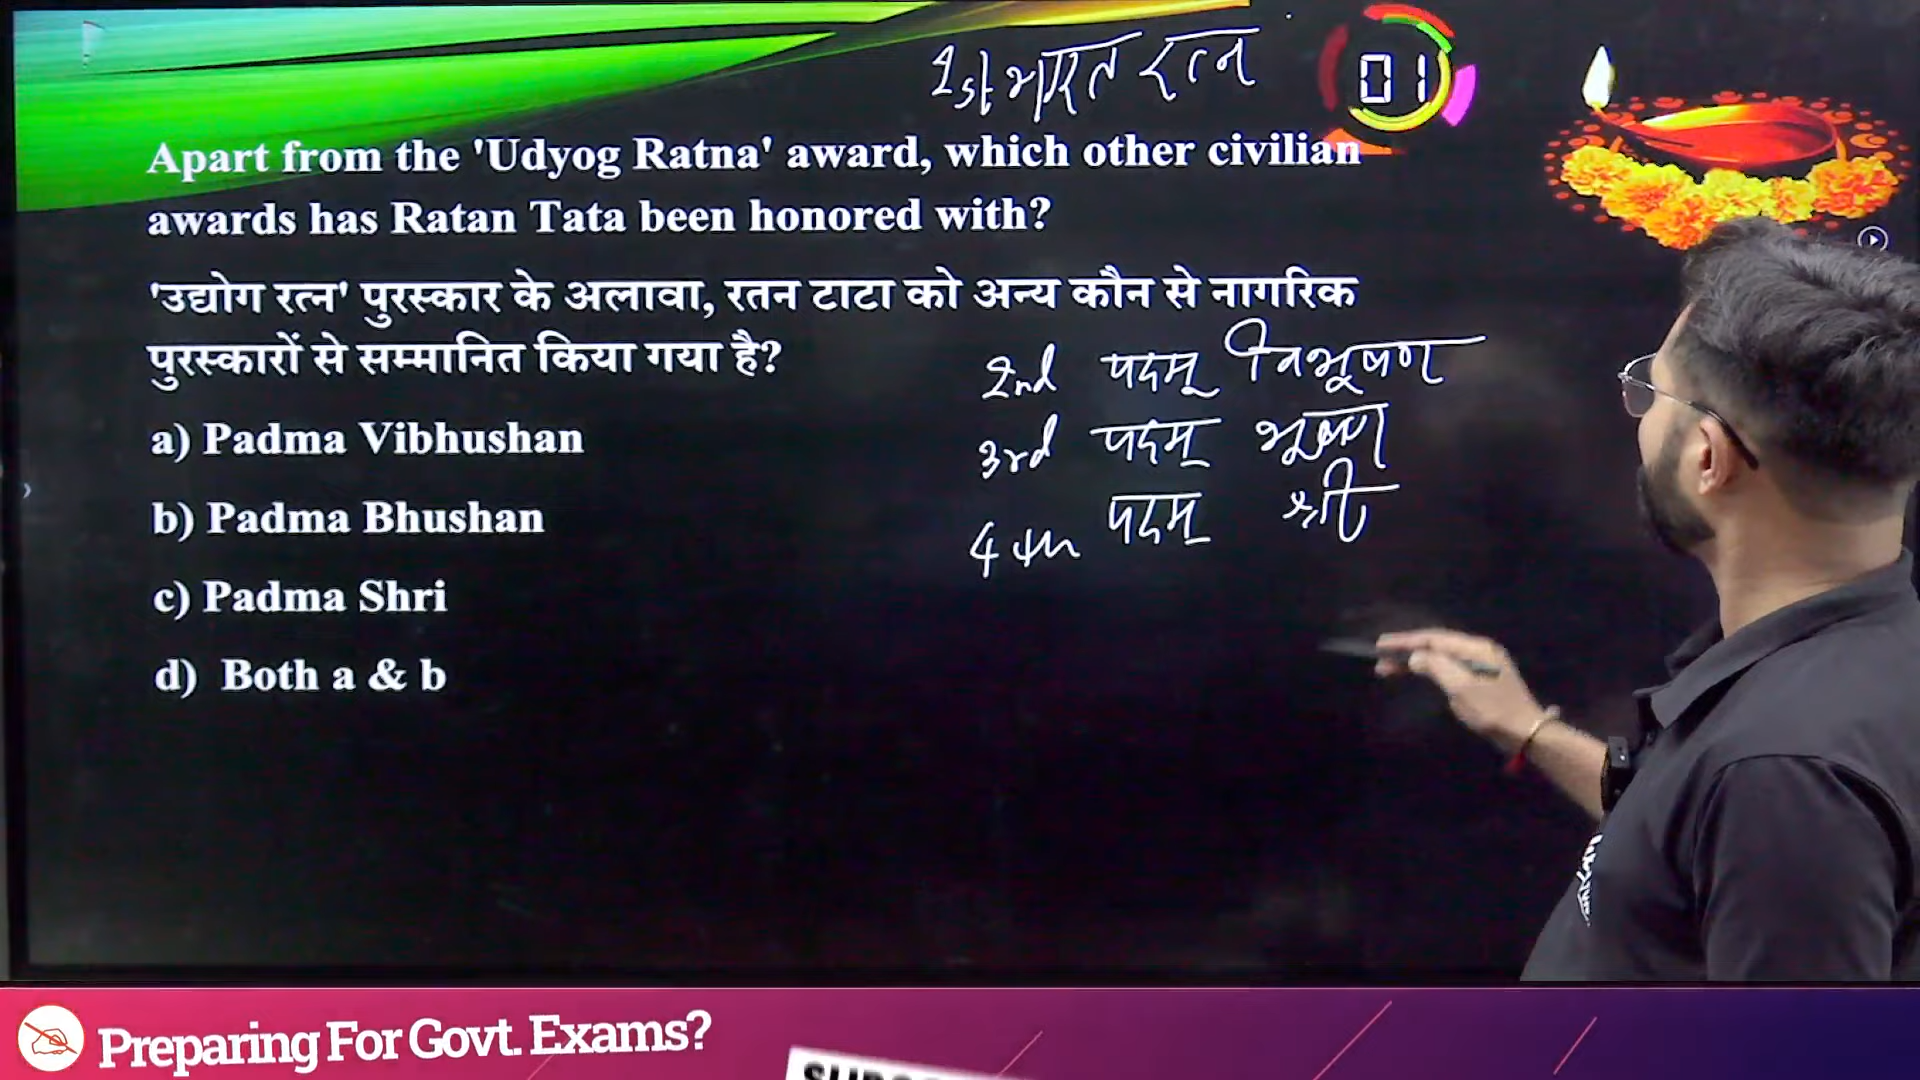 1st भारत रत्न
01
Apart from the 'Udyog Ratna' award, which other civilian
awards has Ratan Tata been honored with?
'उद्योग रत्न' पुरस्कार के अलावा, रतन टाटा को अन्य कौन से नागरिक
पुरस्कारों से सम्मानित किया गया है?
2nd पदम् विभूषण
3rd पदम् भूषण
4th पदम् श्री
a) Padma Vibhushan
b) Padma Bhushan
c) Padma Shri
d) Both a & b
Preparing For Govt. Exams?